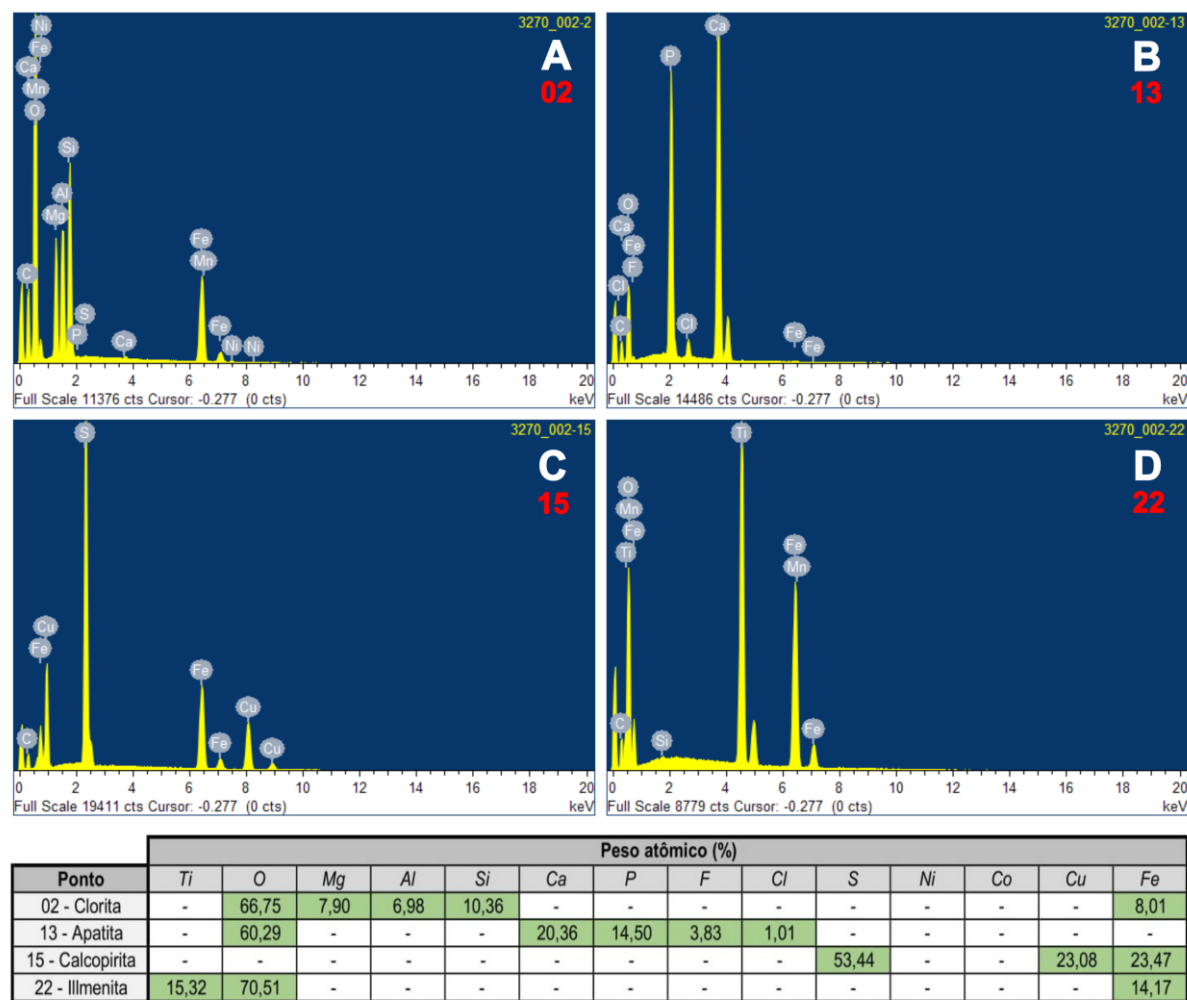 3270_002-2
A
02
Ni
Fe
Ca
Mn
O
Si
Al
Mg
C
S
P
Ca
Fe
Mn
Fe
Ni
Ni
0 2 4 6 8 10 12 14 16 18 20
Full Scale 11376 cts Cursor: -0.277 (0 cts) keV
3270_002-13
B
13
Ca
P
O
Ca
Fe
F
Cl
C
Cl
Fe
Fe
0 2 4 6 8 10 12 14 16 18 20
Full Scale 14486 cts Cursor: -0.277 (0 cts) keV
3270_002-15
C
15
S
Cu
Fe
C
Fe
Fe
Cu
Cu
0 2 4 6 8 10 12 14 16 18 20
Full Scale 19411 cts Cursor: -0.277 (0 cts) keV
3270_002-22
D
22
Ti
O
Mn
Fe
Ti
C
Si
Fe
Mn
Fe
0 2 4 6 8 10 12 14 16 18 20
Full Scale 8779 cts Cursor: -0.277 (0 cts) keV
Peso atômico (%)
Ponto Ti O Mg Al Si Ca P F Cl S Ni Co Cu Fe
02 - Clorita - 66,75 7,90 6,98 10,36 - - - - - - - - 8,01
13 - Apatita - 60,29 - - - 20,36 14,50 3,83 1,01 - - - - -
15 - Calcopirita - - - - - - - - - 53,44 - - 23,08 23,47
22 - Illmenita 15,32 70,51 - - - - - - - - - - - 14,17